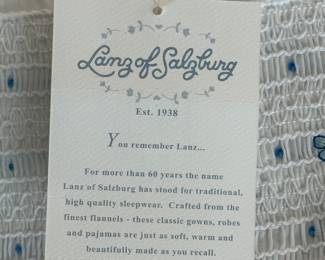 Lanz of Salzburg
Est. 1938
You remember Lanz...
For more than 60 years the name
Lanz of Salzburg has stood for traditional,
high quality sleepwear. Crafted from the
finest flannels - these classic gowns, robes
and pajamas are just as soft, warm and
beautifully made as you recall.